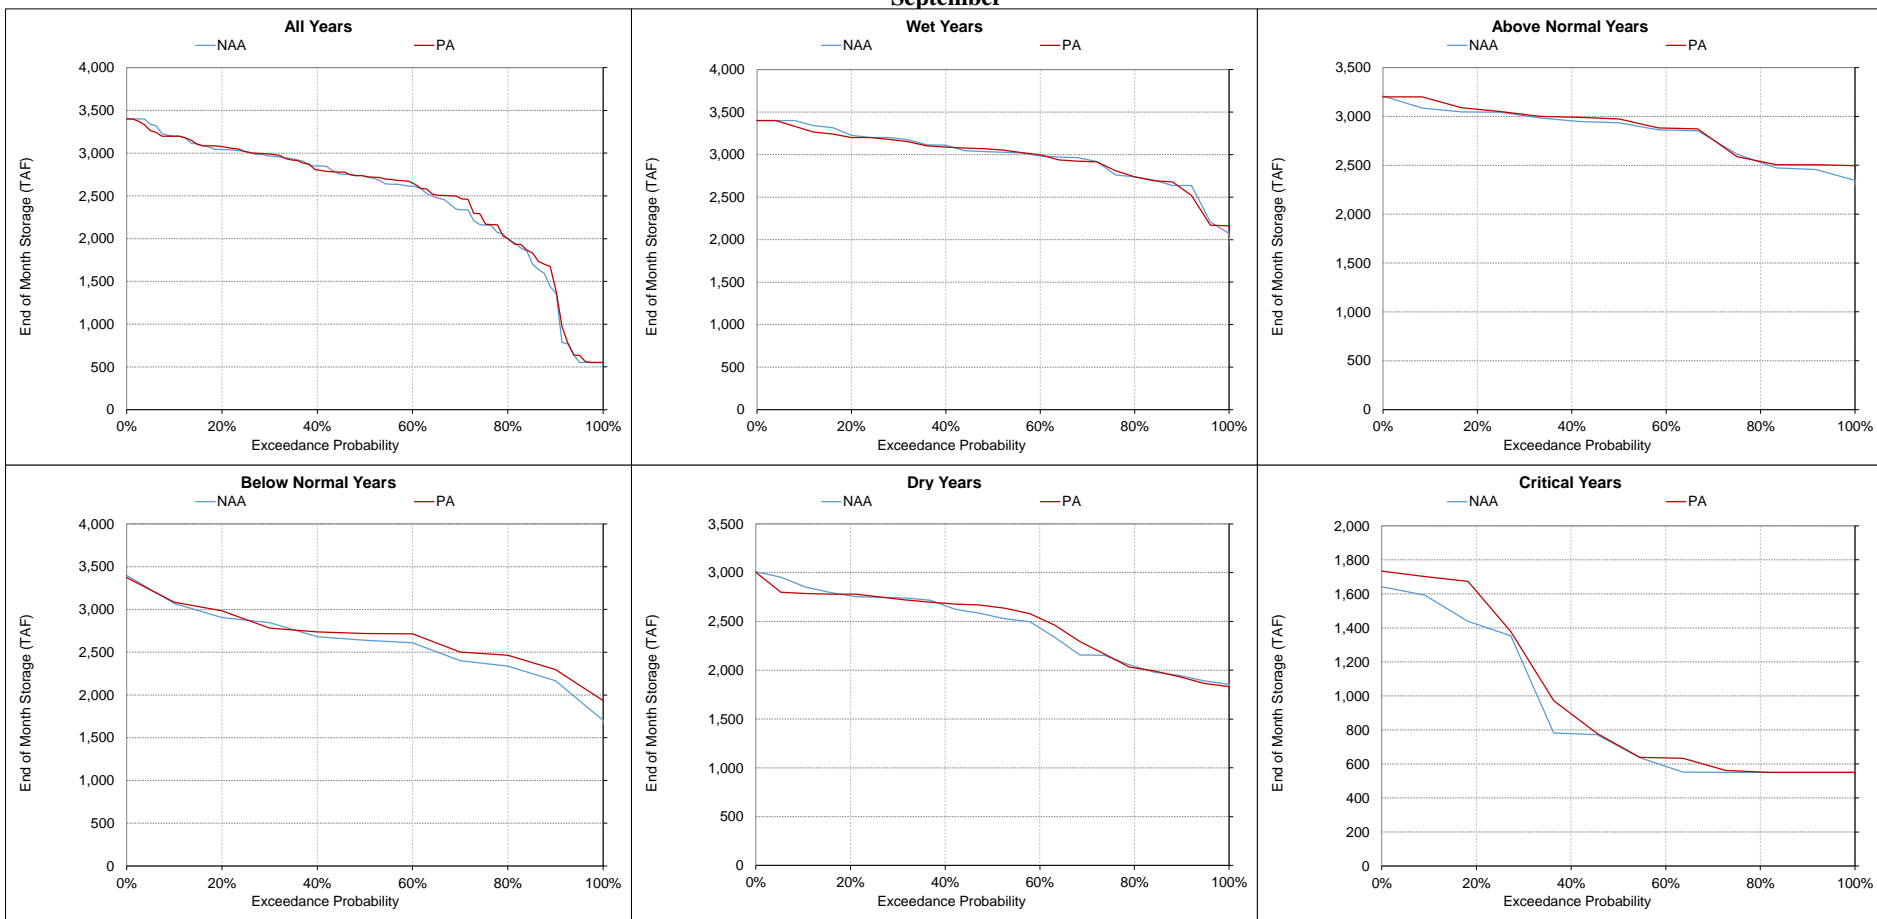 September
All Years
NAA PA
4,000
3,500
3,000
2,500
2,000
1,500
1,000
500
0
End of Month Storage (TAF)
0% 20% 40% 60% 80% 100%
Exceedance Probability
Wet Years
NAA PA
4,000
3,500
3,000
2,500
2,000
1,500
1,000
500
0
End of Month Storage (TAF)
0% 20% 40% 60% 80% 100%
Exceedance Probability
Above Normal Years
NAA PA
3,500
3,000
2,500
2,000
1,500
1,000
500
0
End of Month Storage (TAF)
0% 20% 40% 60% 80% 100%
Exceedance Probability
Below Normal Years
NAA PA
4,000
3,500
3,000
2,500
2,000
1,500
1,000
500
0
End of Month Storage (TAF)
0% 20% 40% 60% 80% 100%
Exceedance Probability
Dry Years
NAA PA
3,500
3,000
2,500
2,000
1,500
1,000
500
0
End of Month Storage (TAF)
0% 20% 40% 60% 80% 100%
Exceedance Probability
Critical Years
NAA PA
2,000
1,800
1,600
1,400
1,200
1,000
800
600
400
200
0
End of Month Storage (TAF)
0% 20% 40% 60% 80% 100%
Exceedance Probability